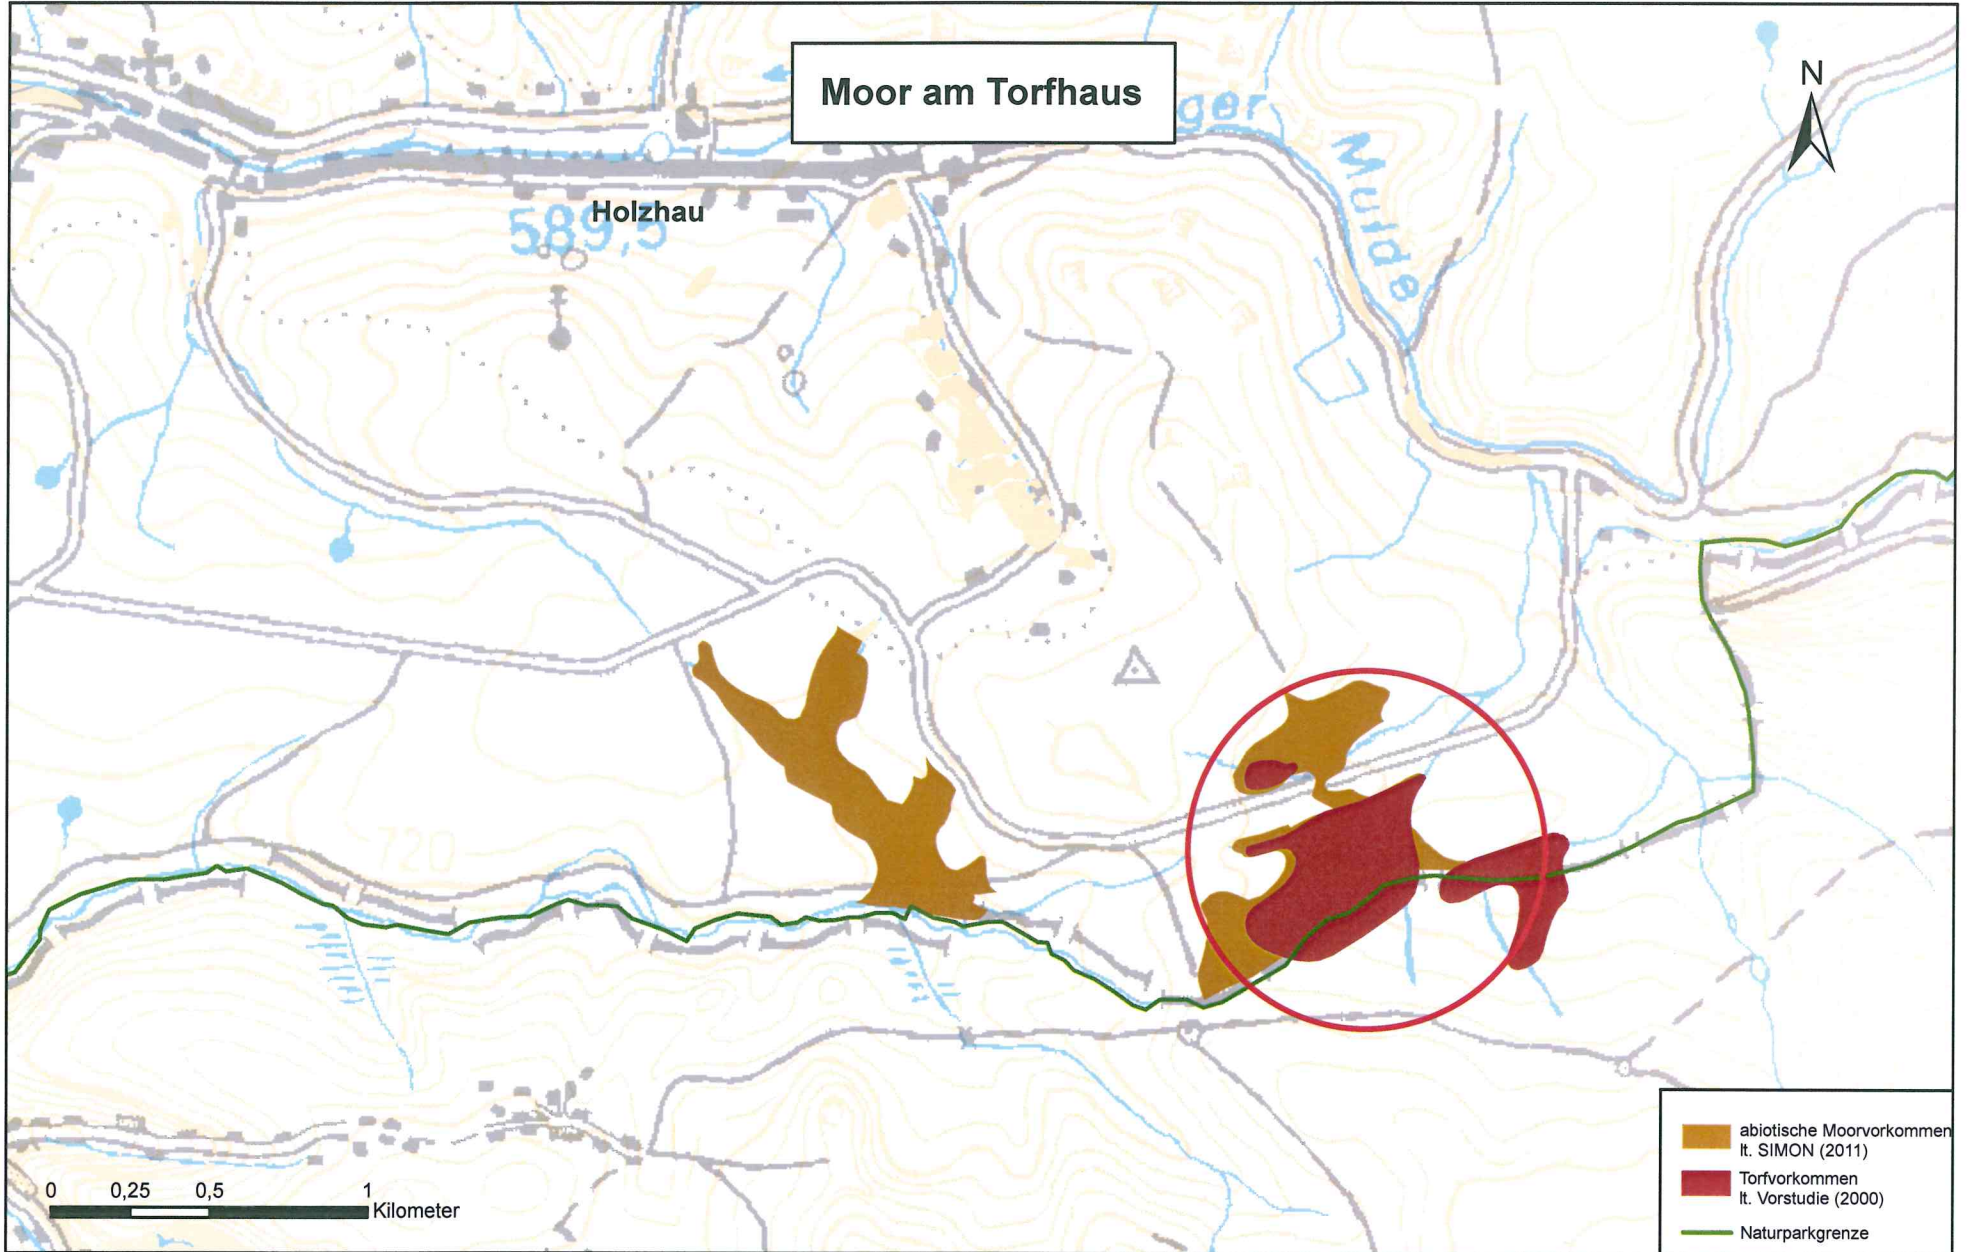 Moor am Torfhaus
N
ger
Mulde
Holzhau
589,5
720
0 0,25 0,5 1
Kilometer
abiotische Moorvorkommen
lt. SIMON (2011)
Torfvorkommen
lt. Vorstudie (2000)
Naturparkgrenze